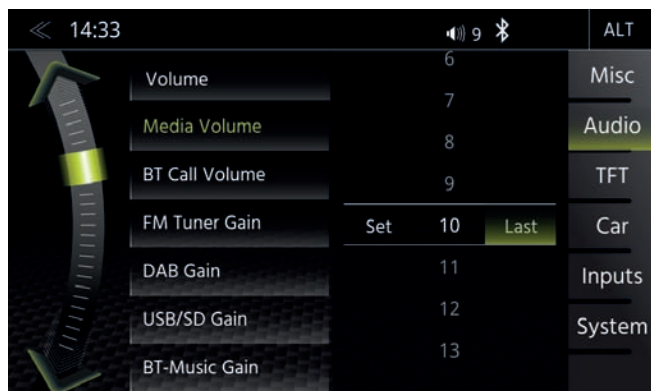 14:33
9
ALT
Volume
Media Volume
BT Call Volume
FM Tuner Gain
DAB Gain
USB/SD Gain
BT-Music Gain
6
7
8
9
Set 10 Last
11
12
13
Misc
Audio
TFT
Car
Inputs
System